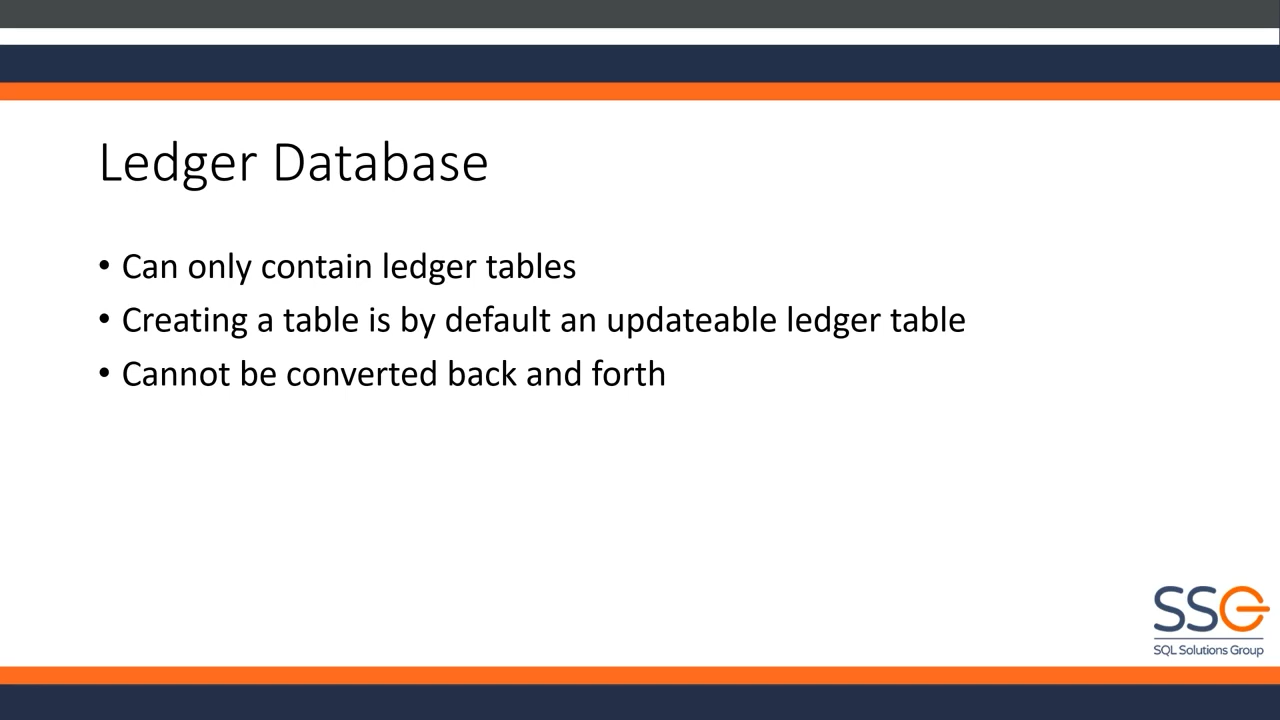 Ledger Database
• Can only contain ledger tables
• Creating a table is by default an updateable ledger table
• Cannot be converted back and forth
SSG
SQL Solutions Group